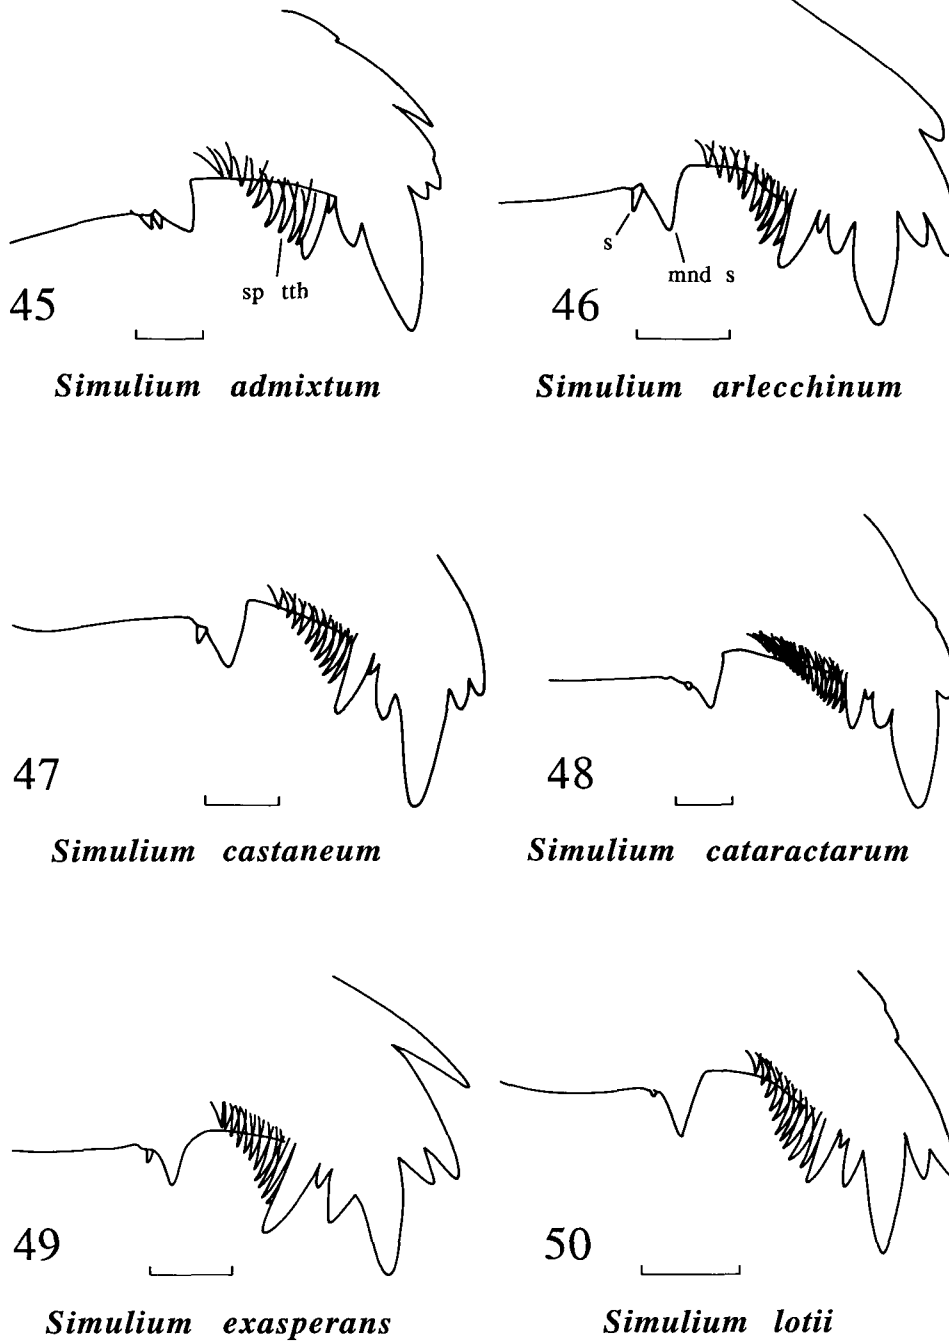 s
mnd s
sp tth
45
46
Simulium admixtum
Simulium arlecchinum
47
48
Simulium castaneum
Simulium cataractarum
49
50
Simulium exasperans
Simulium lotii